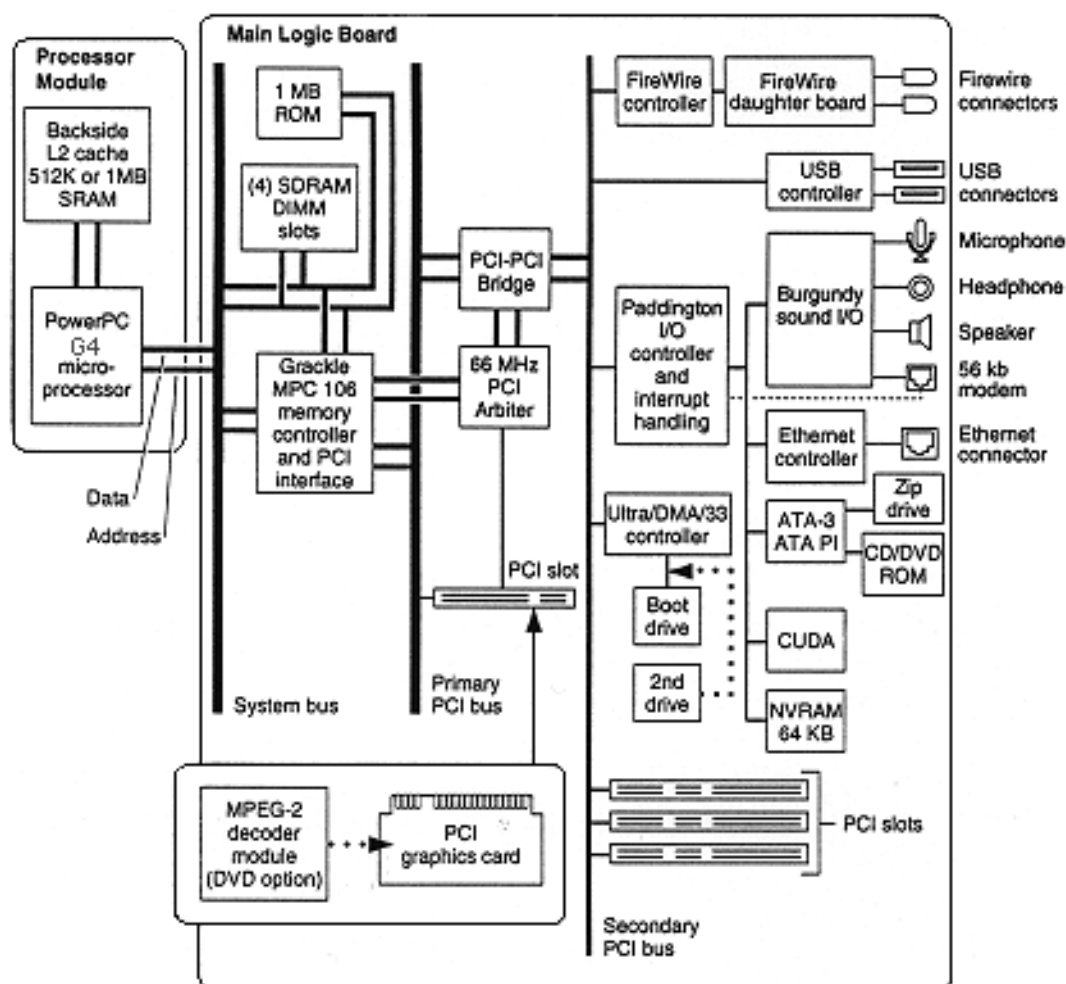 Main Logic Board
Processor
Module
Backside
L2 cache
512K or 1MB
SRAM
PowerPC
G4
micro-
processor
Data
Address
1 MB
ROM
(4) SDRAM
DIMM
slots
Grackle
MPC 106
memory
controller
and PCI
interface
System bus
PCI-PCI
Bridge
66 MHz
PCI
Arbiter
PCI slot
Primary
PCI bus
MPEG-2
decoder
module
(DVD option)
PCI
graphics card
FireWire
controller
FireWire
daughter board
Firewire
connectors
USB
controller
USB
connectors
Paddington
I/O
controller
and
interrupt
handling
Burgundy
sound I/O
Microphone
Headphone
Speaker
56 kb
modem
Ethernet
controller
Ethernet
connector
Ultra/DMA/33
controller
Boot
drive
2nd
drive
ATA-3
ATA PI
Zip
drive
CD/DVD
ROM
CUDA
NVRAM
64 KB
PCI slots
Secondary
PCI bus